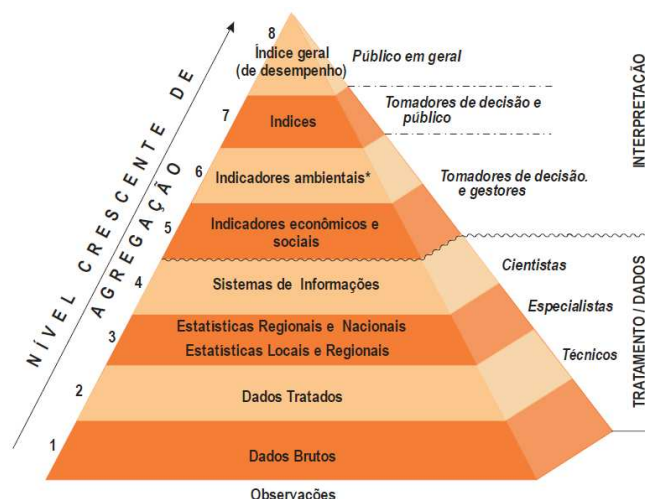 8
Índice geral
(de desempenho)
Público em geral
7
Indices
Tomadores de decisão e
público
6
Indicadores ambientais*
Tomadores de decisão.
e gestores
5
Indicadores econômicos e
sociais
4
Sistemas de Informações
Cientistas
3
Estatísticas Regionais e Nacionais
Estatísticas Locais e Regionais
Especialistas
Técnicos
2
Dados Tratados
1
Dados Brutos
Observações
NÍVEL CRESCENTE DE
AGREGAÇÃO
INTERPRETAÇÃO
TRATAMENTO / DADOS